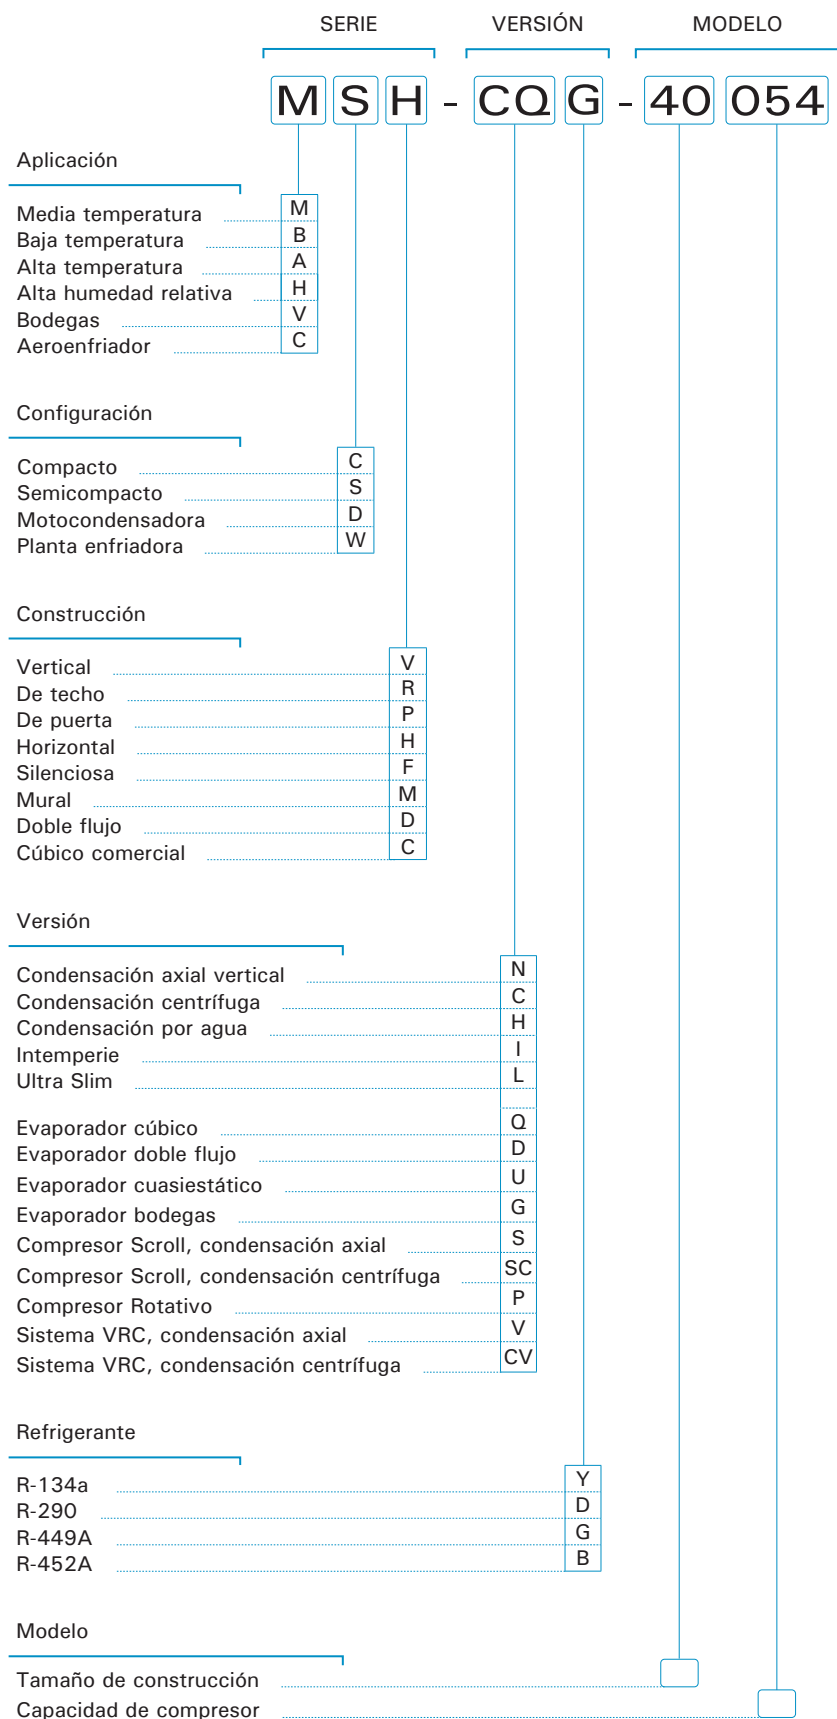 SERIE VERSIÓN MODELO
M S H - CQ G - 40 054
Aplicación
Media temperatura M
Baja temperatura B
Alta temperatura A
Alta humedad relativa H
Bodegas V
Aeroenfriador C
Configuración
Compacto C
Semicompacto S
Motocondensadora D
Planta enfriadora W
Construcción
Vertical V
De techo R
De puerta P
Horizontal H
Silenciosa F
Mural M
Doble flujo D
Cúbico comercial C
Versión
Condensación axial vertical N
Condensación centrífuga C
Condensación por agua H
Intemperie I
Ultra Slim L
Evaporador cúbico Q
Evaporador doble flujo D
Evaporador cuasiestático U
Evaporador bodegas G
Compresor Scroll, condensación axial S
Compresor Scroll, condensación centrífuga SC
Compresor Rotativo P
Sistema VRC, condensación axial V
Sistema VRC, condensación centrífuga CV
Refrigerante
R-134a Y
R-290 D
R-449A G
R-452A B
Modelo
Tamaño de construcción
Capacidad de compresor